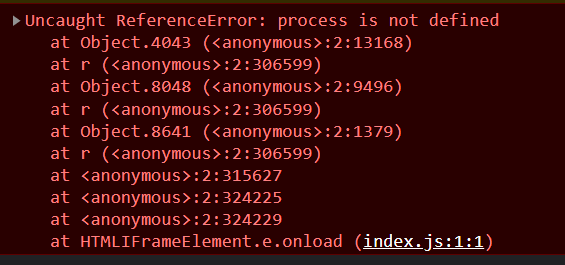 Uncaught ReferenceError: process is not defined
at Object.4043 (<anonymous>:2:13168)
at r (<anonymous>:2:306599)
at Object.8048 (<anonymous>:2:9496)
at r (<anonymous>:2:306599)
at Object.8641 (<anonymous>:2:1379)
at r (<anonymous>:2:306599)
at <anonymous>:2:315627
at <anonymous>:2:324225
at <anonymous>:2:324229
at HTMLIFrameElement.e.onload (index.js:1:1)